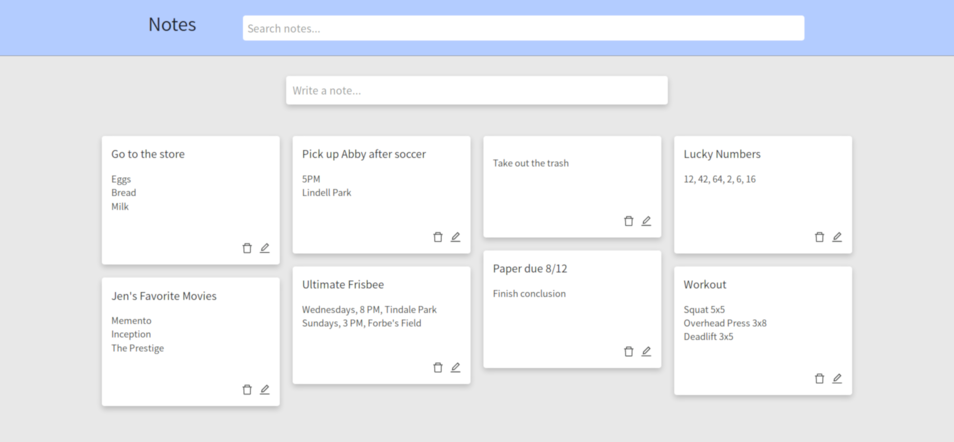 Notes
Search notes...
Write a note...
Go to the store
Eggs
Bread
Milk
Pick up Abby after soccer
5PM
Lindell Park
Take out the trash
Lucky Numbers
12, 42, 64, 2, 6, 16
Jen's Favorite Movies
Memento
Inception
The Prestige
Ultimate Frisbee
Wednesdays, 8 PM, Tindale Park
Sundays, 3 PM, Forbe's Field
Paper due 8/12
Finish conclusion
Workout
Squat 5x5
Overhead Press 3x8
Deadlift 3x5